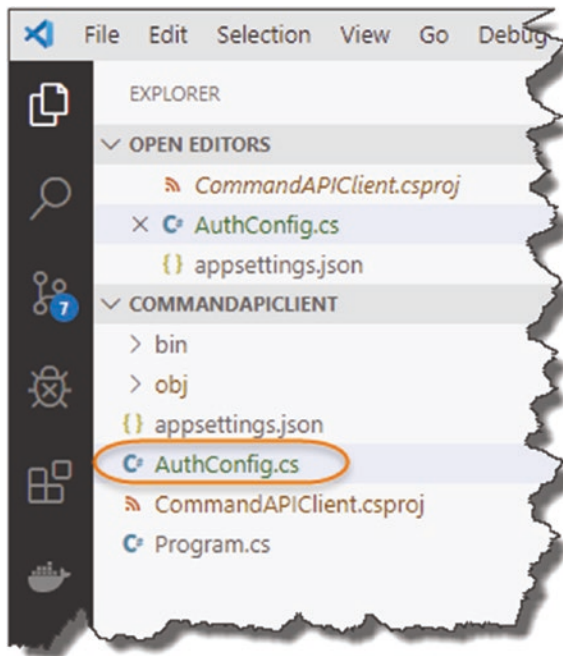 File Edit Selection View Go Debug
EXPLORER
OPEN EDITORS
CommandAPIClient.csproj
AuthConfig.cs
{} appsettings.json
COMMANDAPICLIENT
7
bin
obj
{} appsettings.json
C# AuthConfig.cs
CommandAPIClient.csproj
C# Program.cs